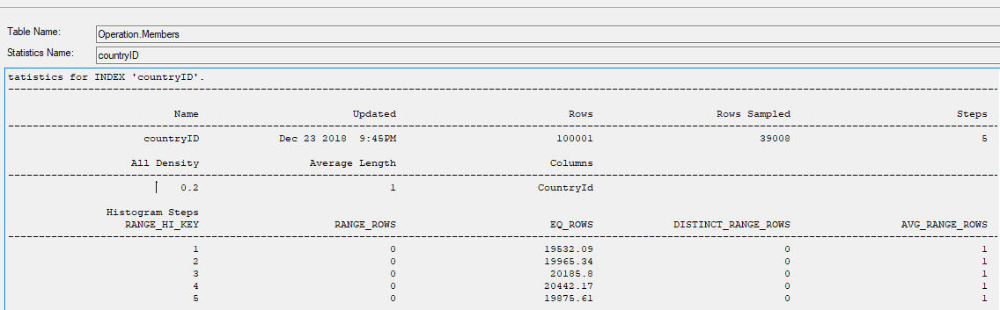 Table Name: Operation.Members
Statistics Name: countryID
tatistics for INDEX 'countryID'.
Name Updated Rows Rows Sampled Steps
countryID Dec 23 2018 9:45PM 100001 39008 5
All Density Average Length Columns
0.2 1 CountryId
Histogram Steps
RANGE_HI_KEY RANGE_ROWS EQ_ROWS DISTINCT_RANGE_ROWS AVG_RANGE_ROWS
1 0 19532.09 0 1
2 0 19965.34 0 1
3 0 20185.8 0 1
4 0 20442.17 0 1
5 0 19875.61 0 1